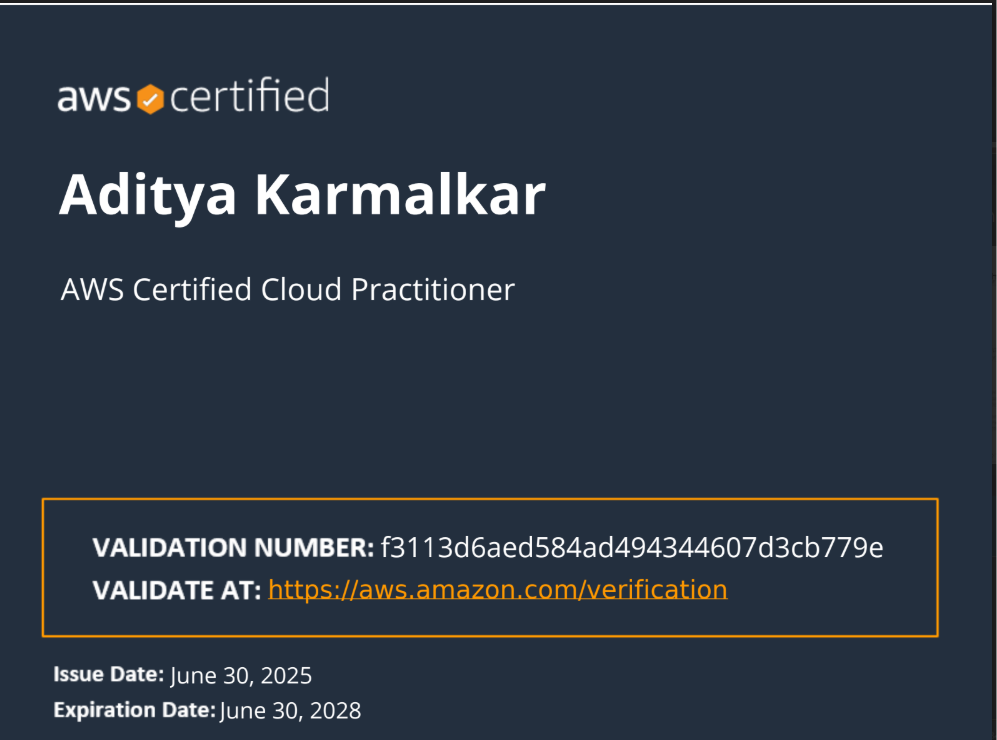 aws certified
Aditya Karmalkar
AWS Certified Cloud Practitioner
VALIDATION NUMBER: f3113d6aed584ad494344607d3cb779e
VALIDATE AT: https://aws.amazon.com/verification
Issue Date: June 30, 2025
Expiration Date: June 30, 2028